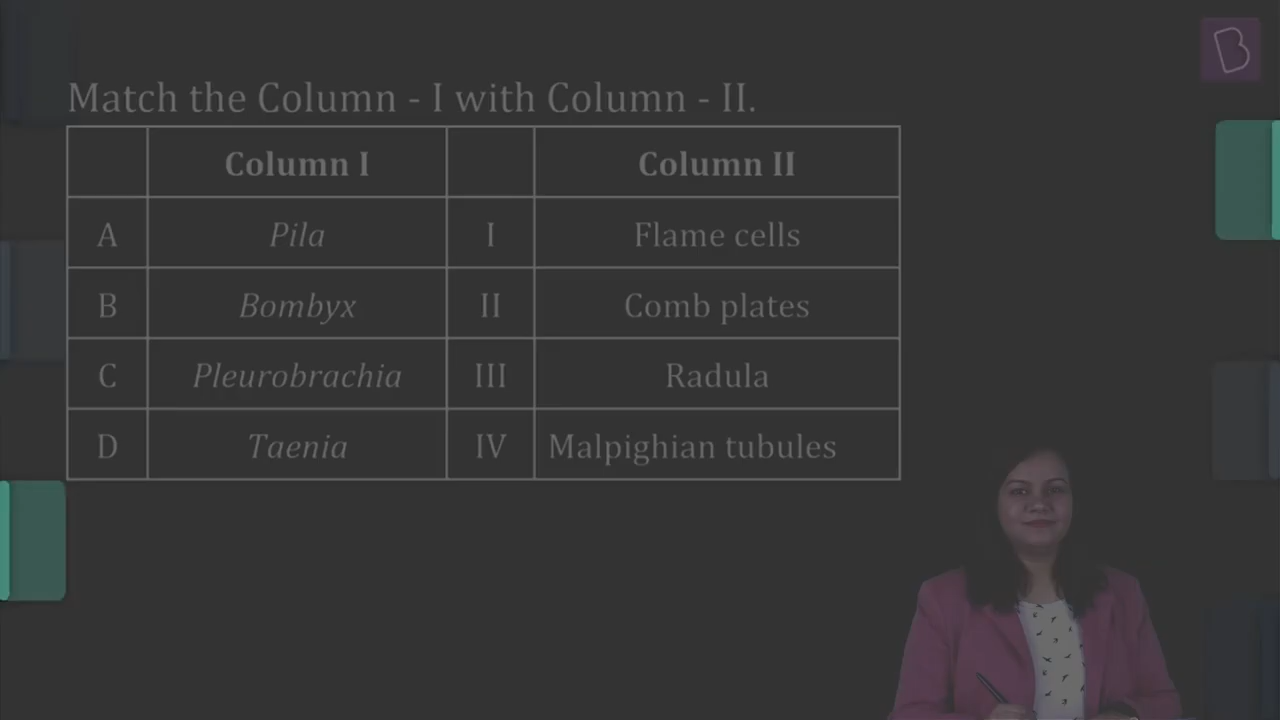 Match the Column - I with Column - II.
Column I Column II
A Pila I Flame cells
B Bombyx II Comb plates
C Pleurobrachia III Radula
D Taenia IV Malpighian tubules
B